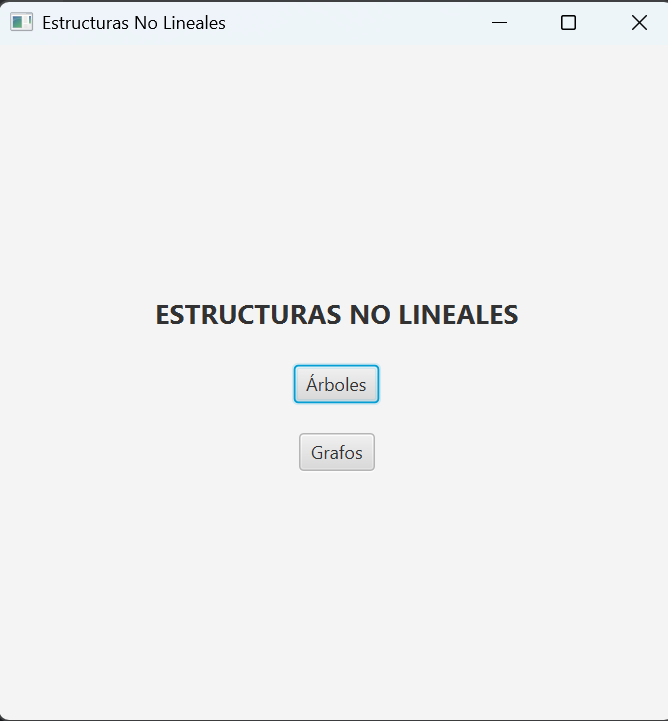 Estructuras No Lineales
ESTRUCTURAS NO LINEALES
Árboles
Grafos